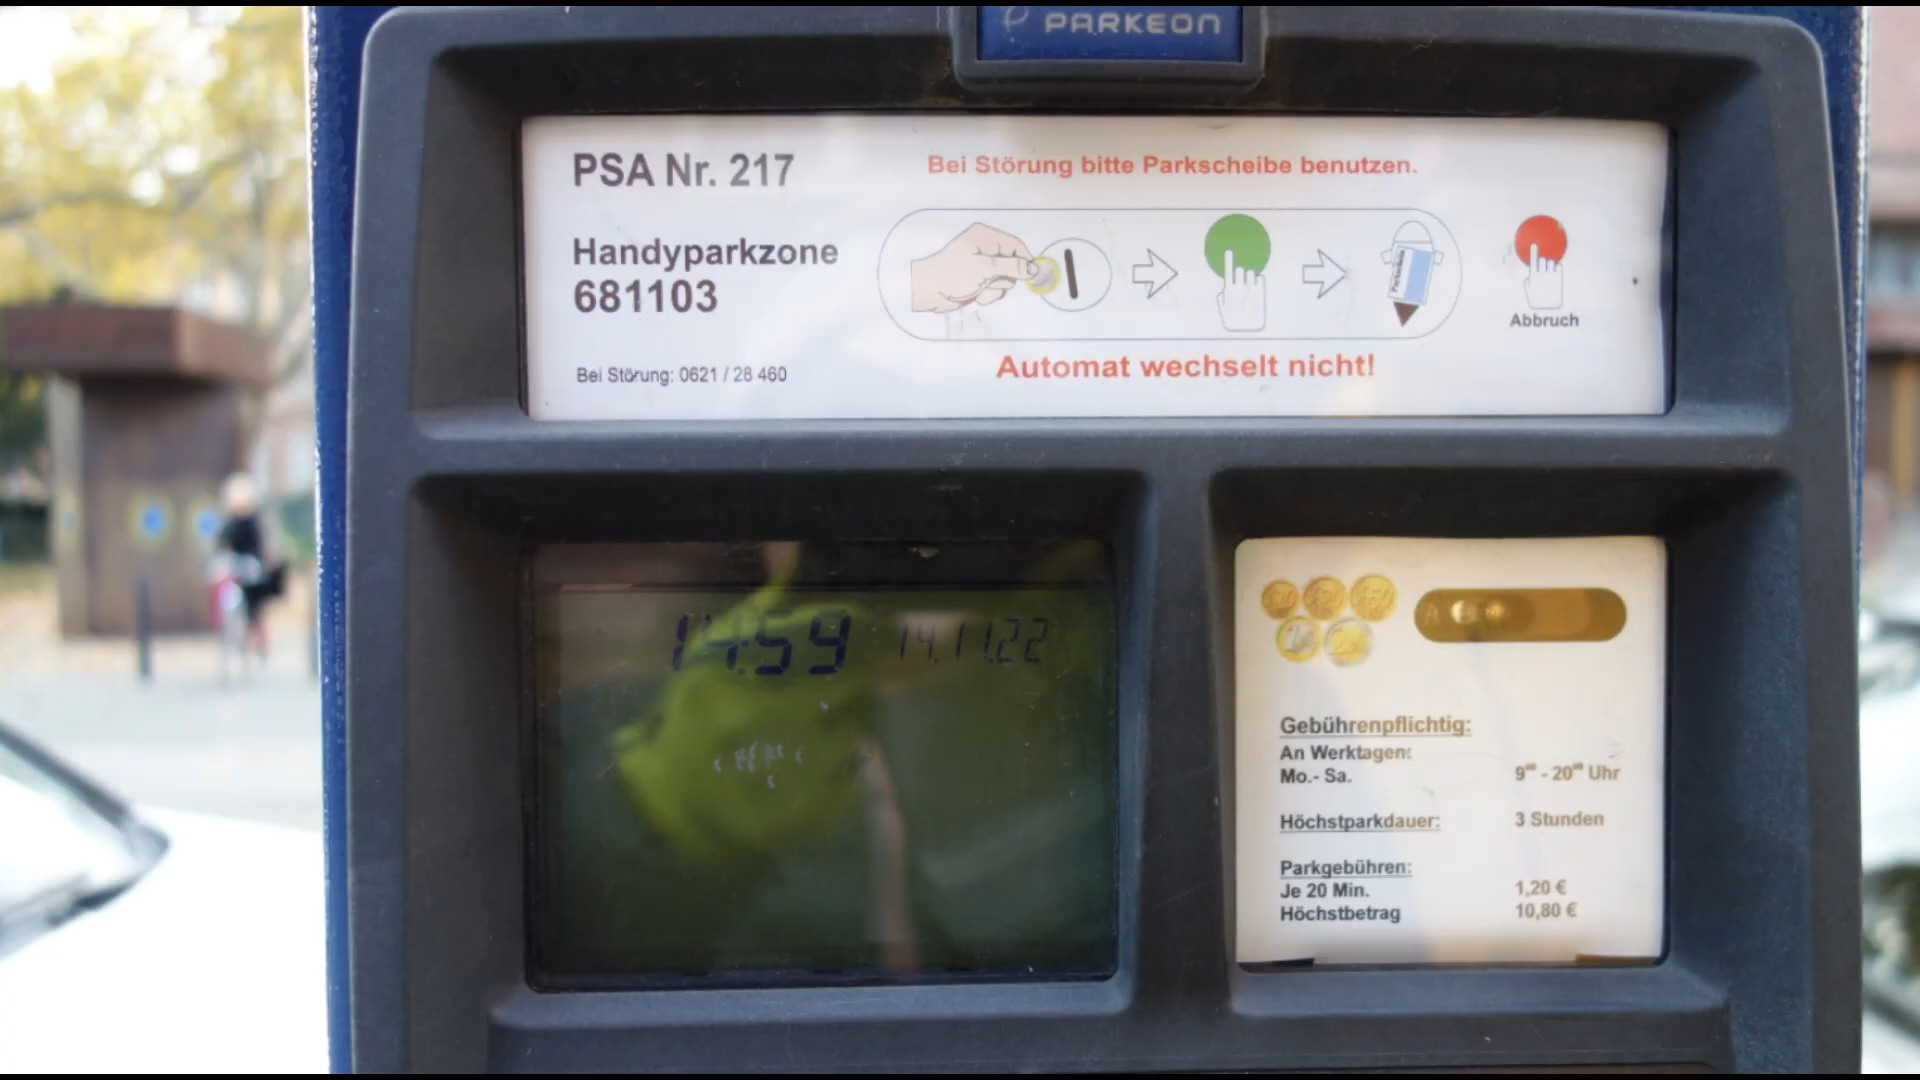 PARKEON
PSA Nr. 217
Bei Störung bitte Parkscheibe benutzen.
Handyparkzone
681103
Abbruch
Bei Störung: 0621 / 28 460
Automat wechselt nicht!
14:59 14.11.22
Gebührenpflichtig:
An Werktagen:
Mo.- Sa. 9⁰⁰ - 20⁰⁰ Uhr
Höchstparkdauer: 3 Stunden
Parkgebühren:
Je 20 Min. 1,20 €
Höchstbetrag 10,80 €